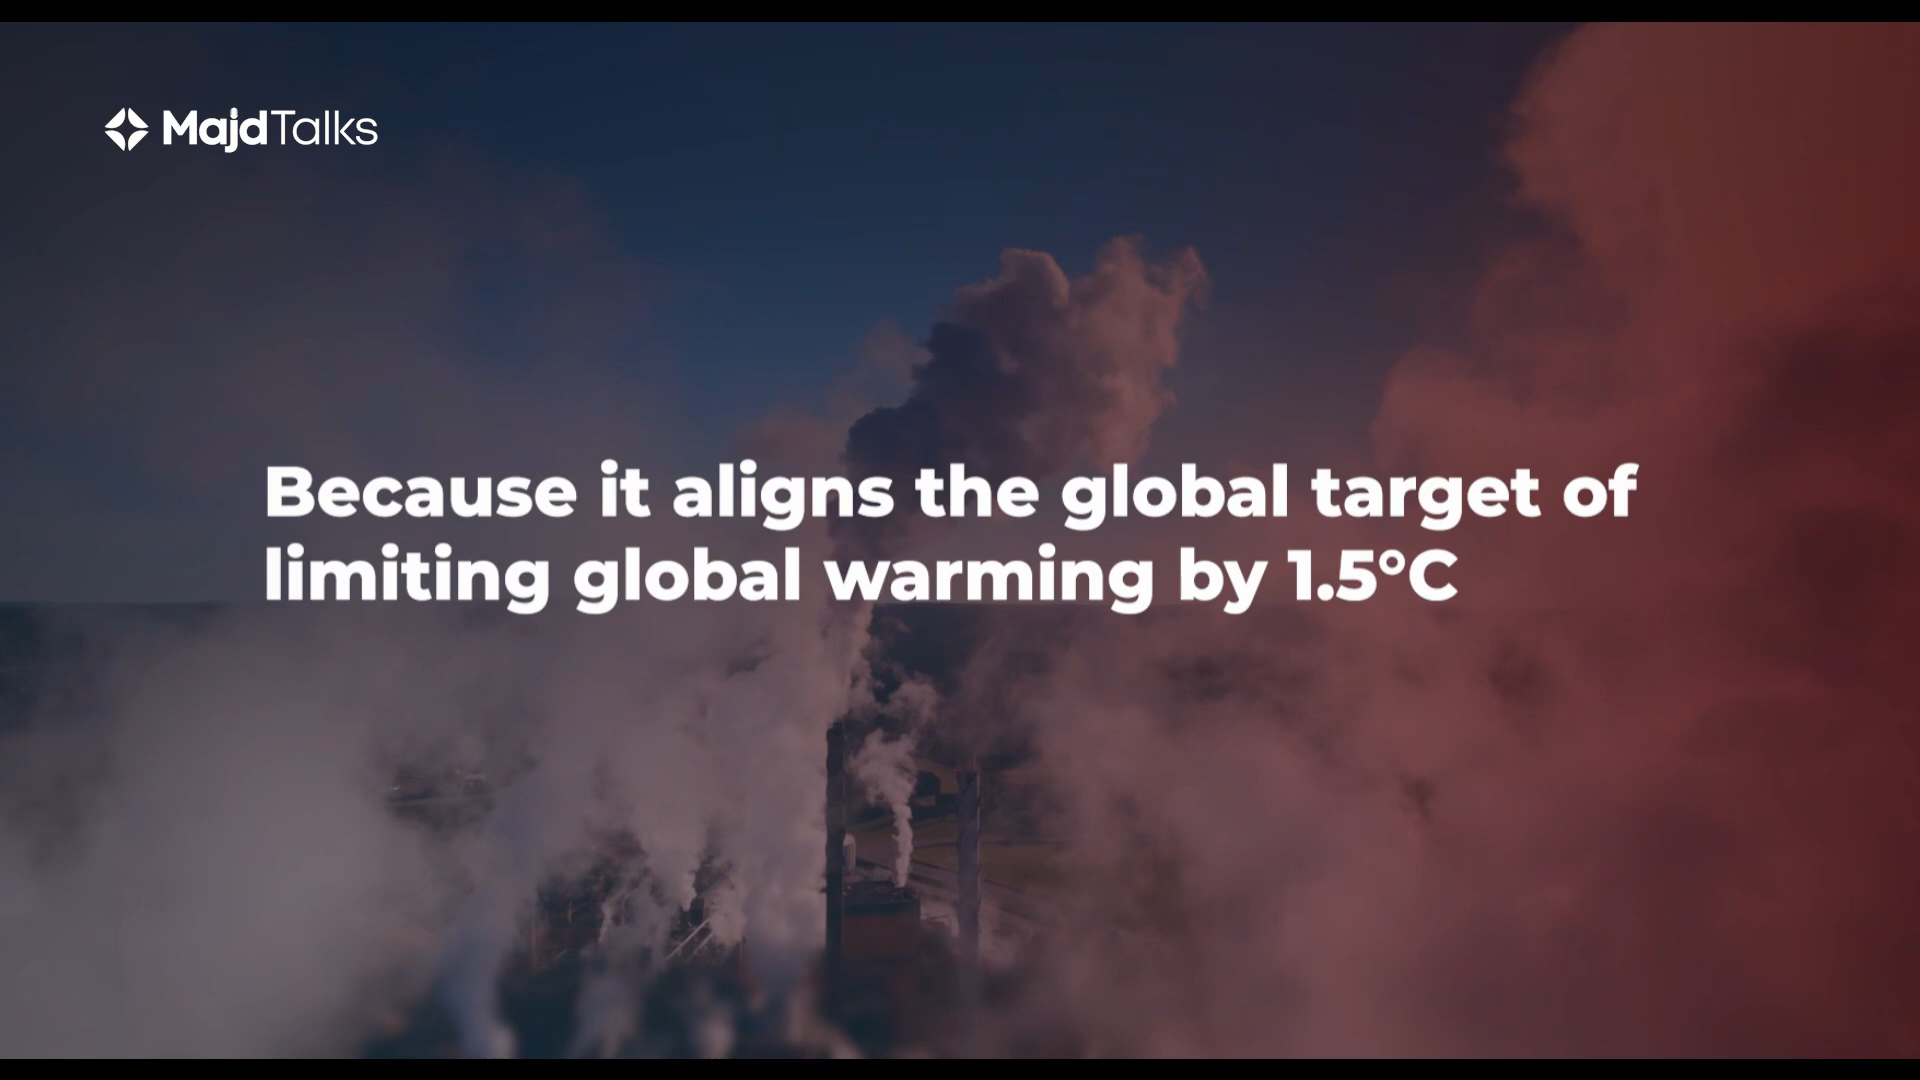 MajdTalks
Because it aligns the global target of
limiting global warming by 1.5°C